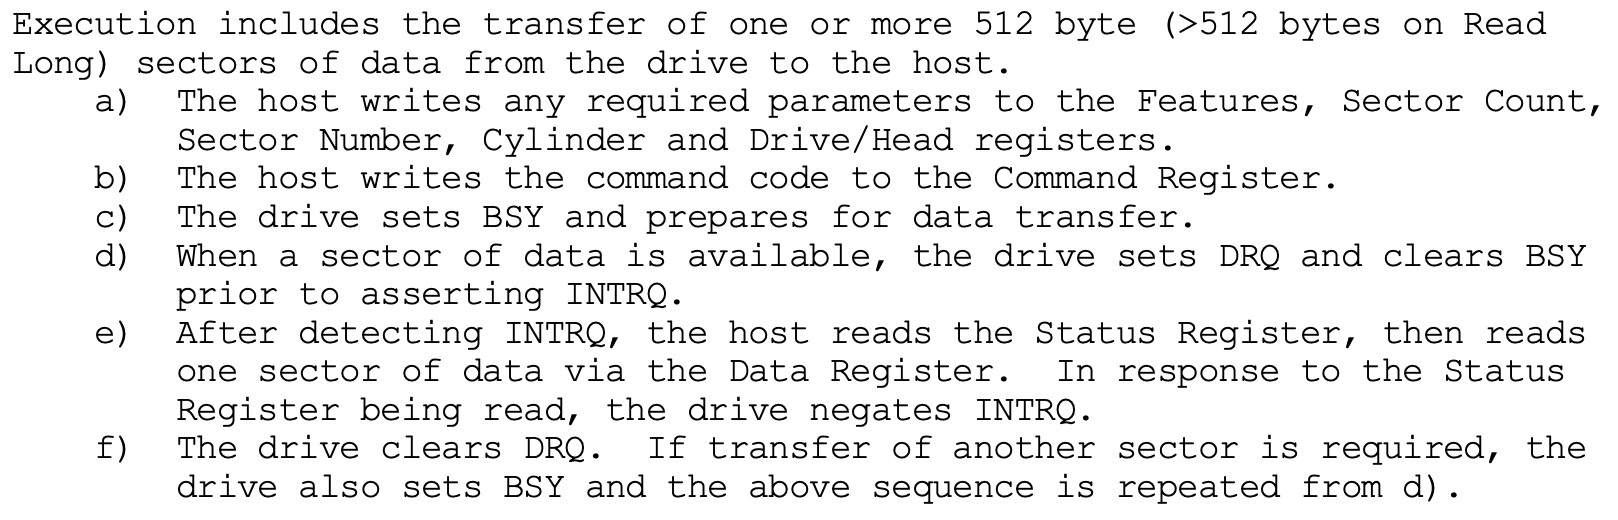 Execution includes the transfer of one or more 512 byte (>512 bytes on Read
Long) sectors of data from the drive to the host.
a) The host writes any required parameters to the Features, Sector Count,
Sector Number, Cylinder and Drive/Head registers.
b) The host writes the command code to the Command Register.
c) The drive sets BSY and prepares for data transfer.
d) When a sector of data is available, the drive sets DRQ and clears BSY
prior to asserting INTRQ.
e) After detecting INTRQ, the host reads the Status Register, then reads
one sector of data via the Data Register. In response to the Status
Register being read, the drive negates INTRQ.
f) The drive clears DRQ. If transfer of another sector is required, the
drive also sets BSY and the above sequence is repeated from d).